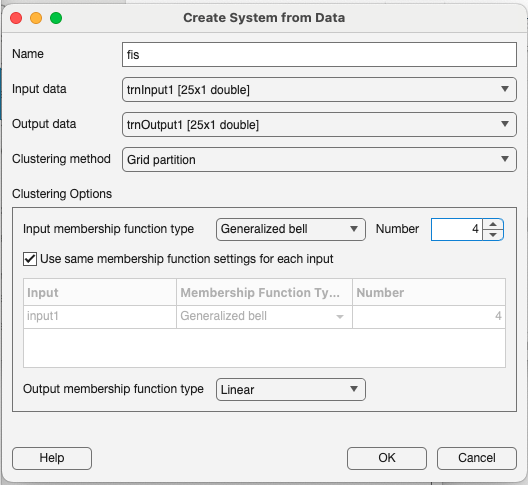 Create System from Data
Name fis
Input data trnInput1 [25x1 double]
Output data trnOutput1 [25x1 double]
Clustering method Grid partition
Clustering Options
Input membership function type Generalized bell Number 4
Use same membership function settings for each input
Input Membership Function Ty... Number
input1 Generalized bell 4
Output membership function type Linear
Help OK Cancel